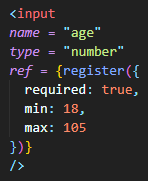 <input
name = "age"
type = "number"
ref = {register({
  required: true,
  min: 18,
  max: 105
})}
/>